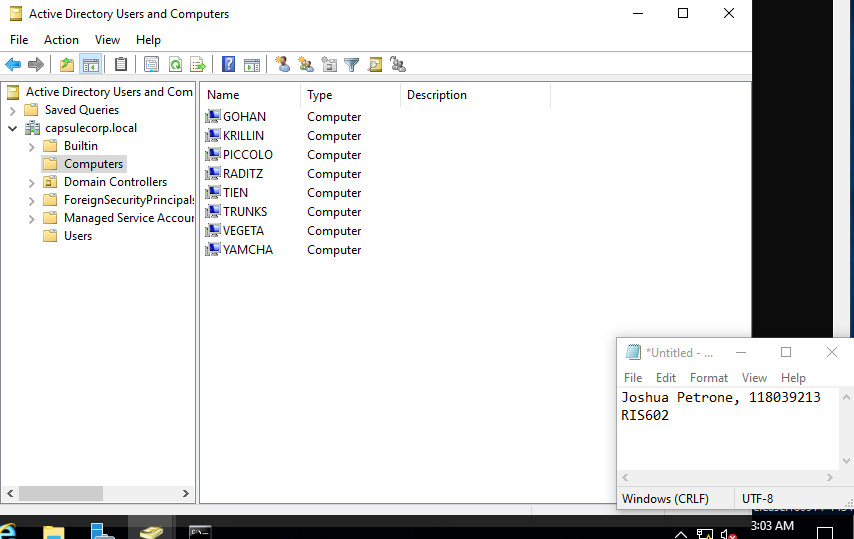 Active Directory Users and Computers
File Action View Help
Active Directory Users and Com
Saved Queries
capsulecorp.local
Builtin
Computers
Domain Controllers
ForeignSecurityPrincipals
Managed Service Accour
Users
Name Type Description
GOHAN Computer
KRILLIN Computer
PICCOLO Computer
RADITZ Computer
TIEN Computer
TRUNKS Computer
VEGETA Computer
YAMCHA Computer
*Untitled - ...
File Edit Format View Help
Joshua Petrone, 118039213
RIS602
Windows (CRLF) UTF-8
3:03 AM